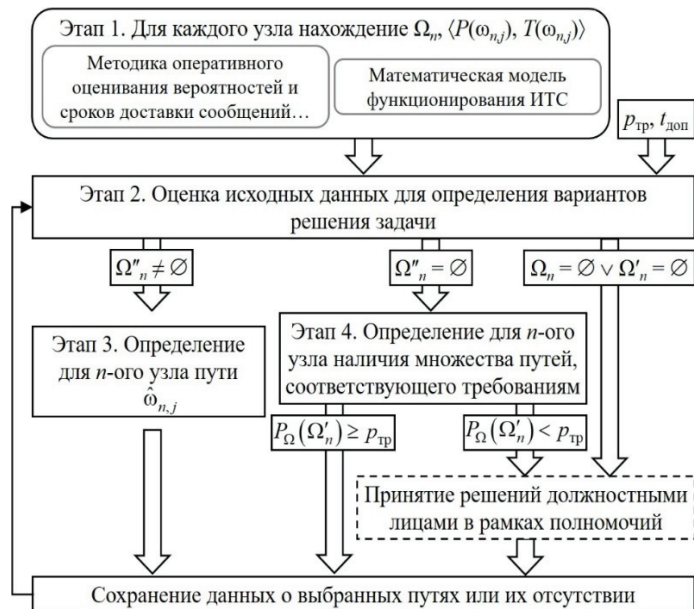 Этап 1. Для каждого узла нахождение Ωₙ, ⟨P(ωₙ,ⱼ), T(ωₙ,ⱼ)⟩
Методика оперативного
оценивания вероятностей и
сроков доставки сообщений…
Математическая модель
функционирования ИТС
pтр, tдоп
Этап 2. Оценка исходных данных для определения вариантов
решения задачи
Ω″ₙ ≠ ∅
Ω″ₙ = ∅
Ωₙ = ∅ ∨ Ω′ₙ = ∅
Этап 3. Определение
для n-ого узла пути
ω̂ₙ,ⱼ
Этап 4. Определение для n-ого
узла наличия множества путей,
соответствующего требованиям
P_Ω(Ω′ₙ) ≥ pтр
P_Ω(Ω′ₙ) < pтр
Принятие решений должностными
лицами в рамках полномочий
Сохранение данных о выбранных путях или их отсутствии